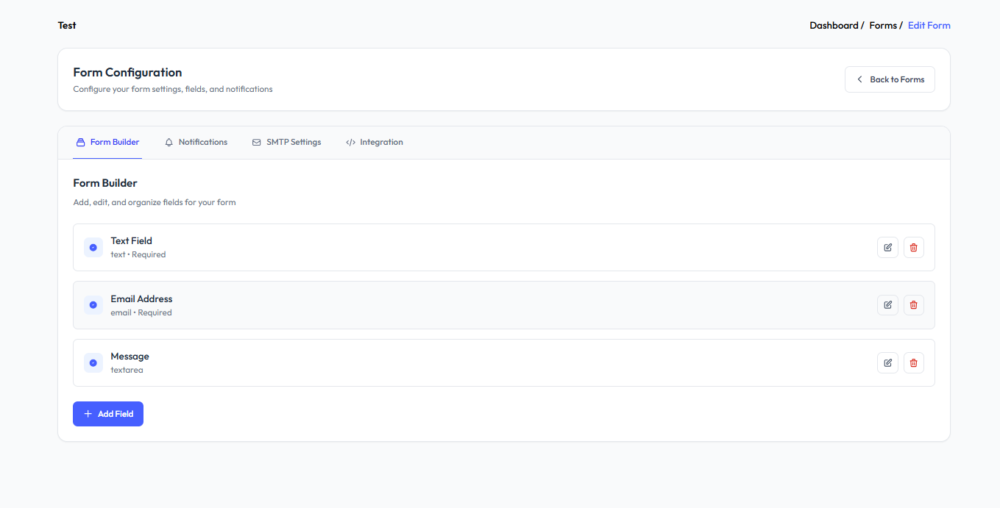 Test
Dashboard / Forms / Edit Form
Form Configuration
Configure your form settings, fields, and notifications
Back to Forms
Form Builder Notifications SMTP Settings Integration
Form Builder
Add, edit, and organize fields for your form
Text Field
text • Required
Email Address
email • Required
Message
textarea
Add Field